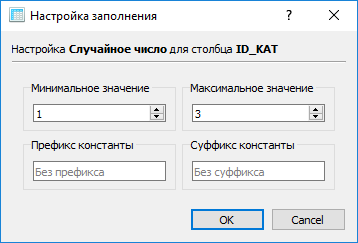 Настройка заполнения
?
Настройка Случайное число для столбца ID_KAT
Минимальное значение
Максимальное значение
1
3
Префикс константы
Суффикс константы
Без префикса
Без суффикса
OK
Cancel